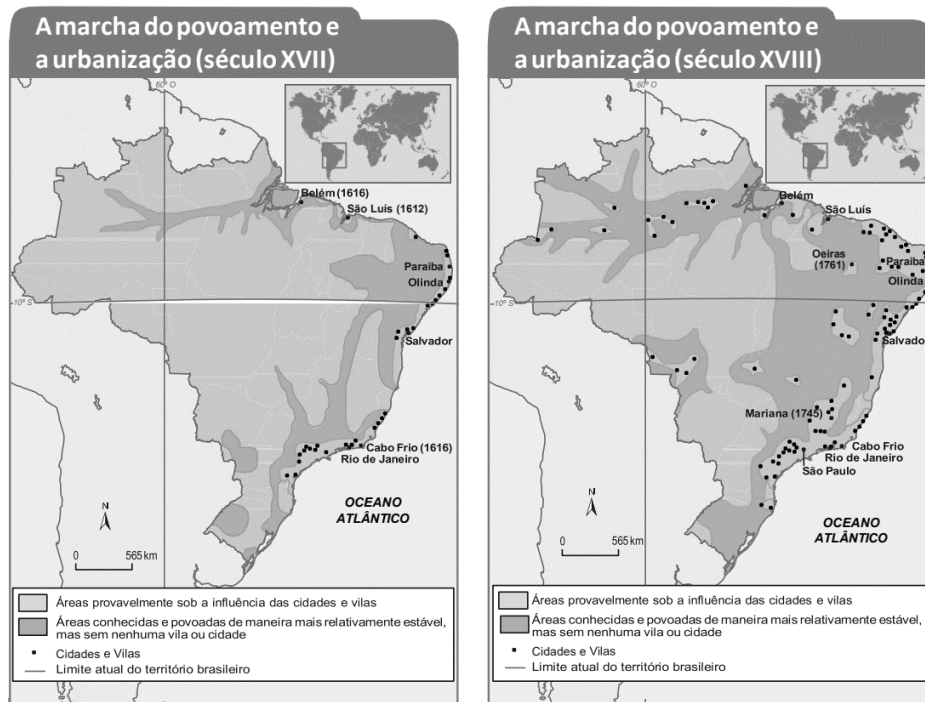 A marcha do povoamento e
a urbanização (século XVII)
60° O
Belém (1616)
São Luís (1612)
Paraiba
Olinda
10° S
Salvador
Cabo Frio (1616)
Rio de Janeiro
N
OCEANO
ATLÂNTICO
0 565 km
Áreas provavelmente sob a influência das cidades e vilas
Áreas conhecidas e povoadas de maneira mais relativamente estável,
mas sem nenhuma vila ou cidade
Cidades e Vilas
Limite atual do território brasileiro
A marcha do povoamento e
a urbanização (século XVIII)
60° O
Belém
São Luís
Oeiras
(1761)
Paraiba
Olinda
10° S
Salvador
Mariana (1745)
Cabo Frio
Rio de Janeiro
São Paulo
N
OCEANO
ATLÂNTICO
0 565 km
Áreas provavelmente sob a influência das cidades e vilas
Áreas conhecidas e povoadas de maneira mais relativamente estável,
mas sem nenhuma vila ou cidade
Cidades e Vilas
Limite atual do território brasileiro